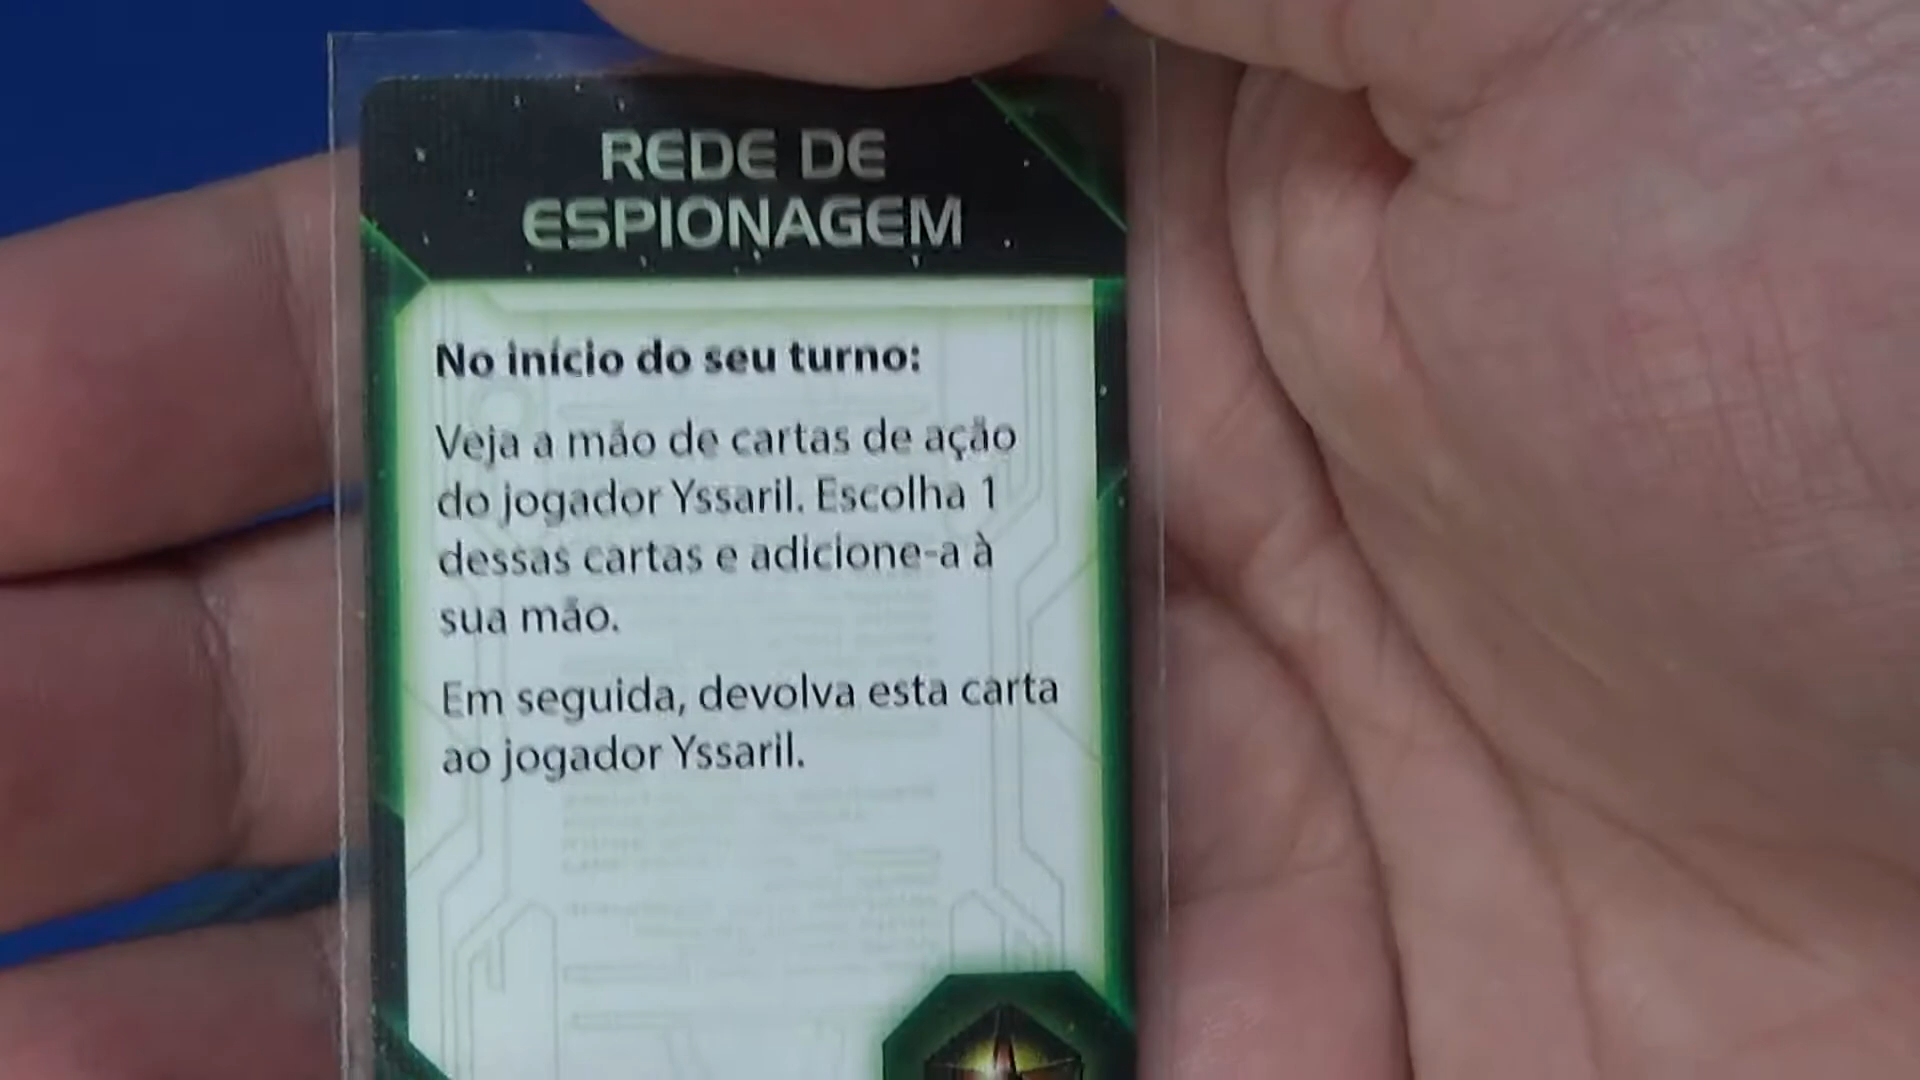 REDE DE
ESPIONAGEM
No início do seu turno:
Veja a mão de cartas de ação
do jogador Yssaril. Escolha 1
dessas cartas e adicione-a à
sua mão.
Em seguida, devolva esta carta
ao jogador Yssaril.